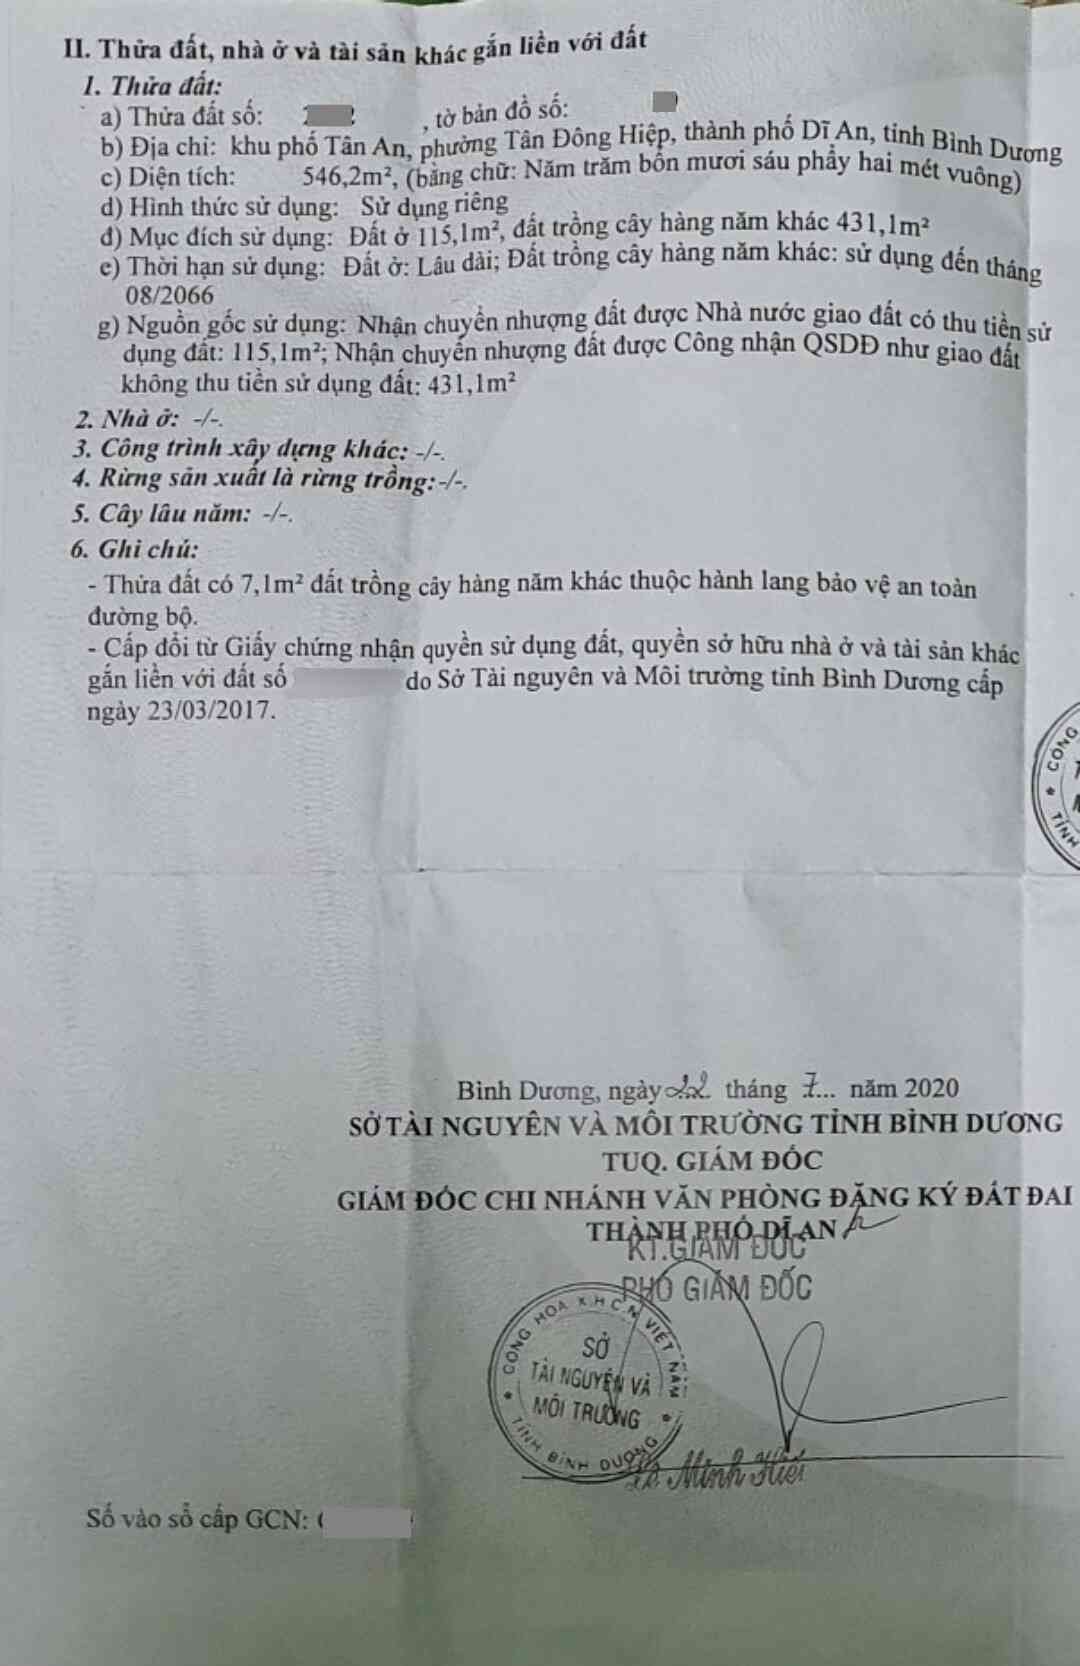 II. Thửa đất, nhà ở và tài sản khác gắn liền với đất
1. Thửa đất:
a) Thửa đất số: , tờ bản đồ số:
b) Địa chỉ: khu phố Tân An, phường Tân Đông Hiệp, thành phố Dĩ An, tỉnh Bình Dương
c) Diện tích: 546,2m², (bằng chữ: Năm trăm bốn mươi sáu phẩy hai mét vuông)
d) Hình thức sử dụng: Sử dụng riêng
đ) Mục đích sử dụng: Đất ở 115,1m², đất trồng cây hàng năm khác 431,1m²
e) Thời hạn sử dụng: Đất ở: Lâu dài; Đất trồng cây hàng năm khác: sử dụng đến tháng
08/2066
g) Nguồn gốc sử dụng: Nhận chuyển nhượng đất được Nhà nước giao đất có thu tiền sử
dụng đất: 115,1m²; Nhận chuyển nhượng đất được Công nhận QSDĐ như giao đất
không thu tiền sử dụng đất: 431,1m²
2. Nhà ở: -/-.
3. Công trình xây dựng khác: -/-.
4. Rừng sản xuất là rừng trồng:-/-.
5. Cây lâu năm: -/-.
6. Ghi chú:
- Thửa đất có 7,1m² đất trồng cây hàng năm khác thuộc hành lang bảo vệ an toàn
đường bộ.
- Cấp đổi từ Giấy chứng nhận quyền sử dụng đất, quyền sở hữu nhà ở và tài sản khác
gắn liền với đất số do Sở Tài nguyên và Môi trường tỉnh Bình Dương cấp
ngày 23/03/2017.
CỘNG
TỈNH
Bình Dương, ngày 22 tháng 7... năm 2020
SỞ TÀI NGUYÊN VÀ MÔI TRƯỜNG TỈNH BÌNH DƯƠNG
TUQ. GIÁM ĐỐC
GIÁM ĐỐC CHI NHÁNH VĂN PHÒNG ĐĂNG KÝ ĐẤT ĐAI
THÀNH PHỐ DĨ AN
KT.GIÁM ĐỐC
PHÓ GIÁM ĐỐC
CỘNG HÒA X.H.C.N VIỆT NAM
SỞ
TÀI NGUYÊN VÀ
MÔI TRƯỜNG
TỈNH BÌNH DƯƠNG
Minh
Số vào sổ cấp GCN: